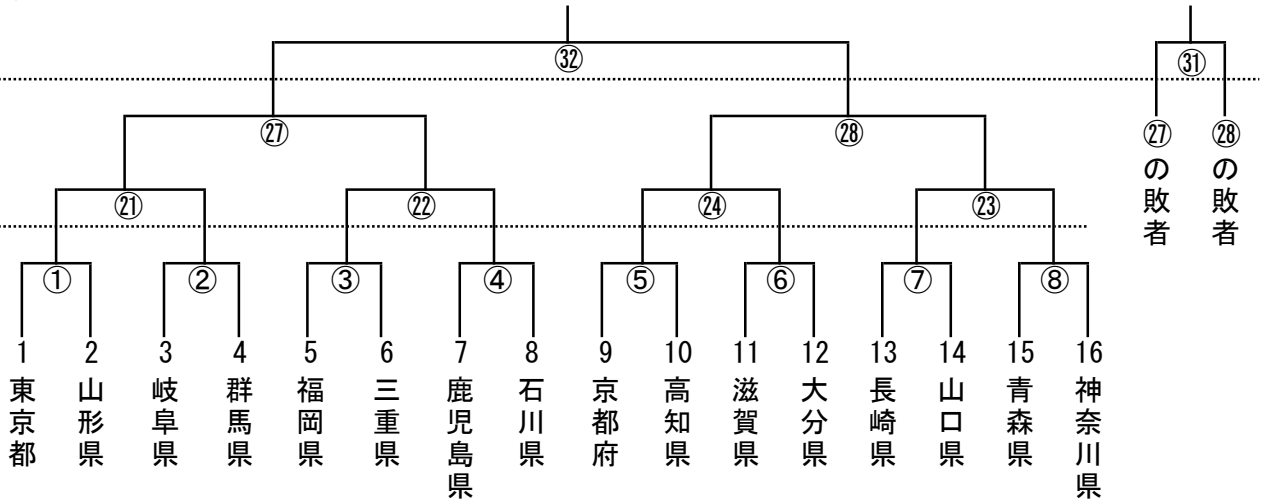 ㉜
㉛
㉗
㉘
㉗の敗者
㉘の敗者
㉑
㉒
㉔
㉓
①
②
③
④
⑤
⑥
⑦
⑧
1
2
3
4
5
6
7
8
9
10
11
12
13
14
15
16
東京都
山形県
岐阜県
群馬県
福岡県
三重県
鹿児島県
石川県
京都府
高知県
滋賀県
大分県
長崎県
山口県
青森県
神奈川県